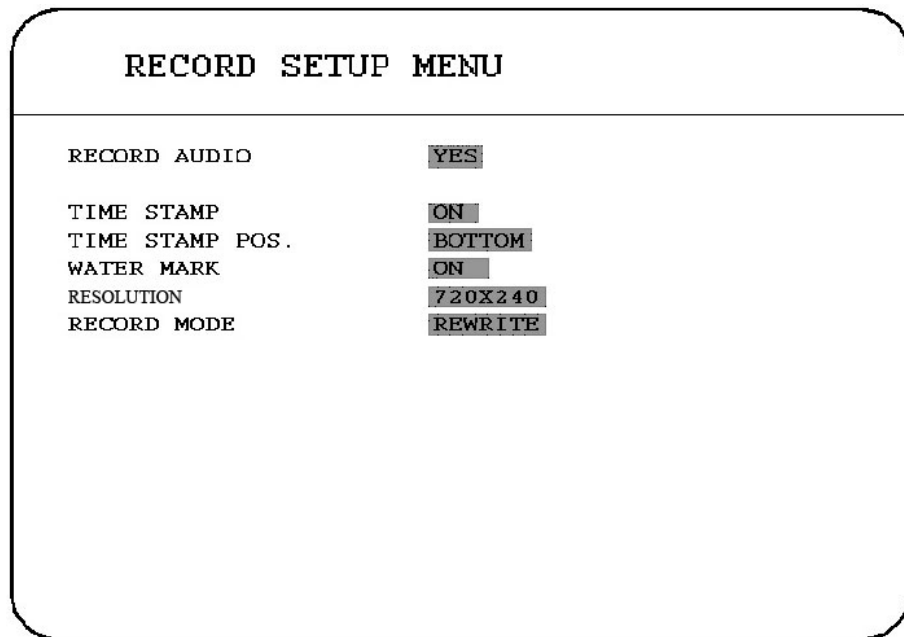 RECORD SETUP MENU
RECORD AUDIO YES
TIME STAMP ON
TIME STAMP POS. BOTTOM
WATER MARK ON
RESOLUTION 720X240
RECORD MODE REWRITE